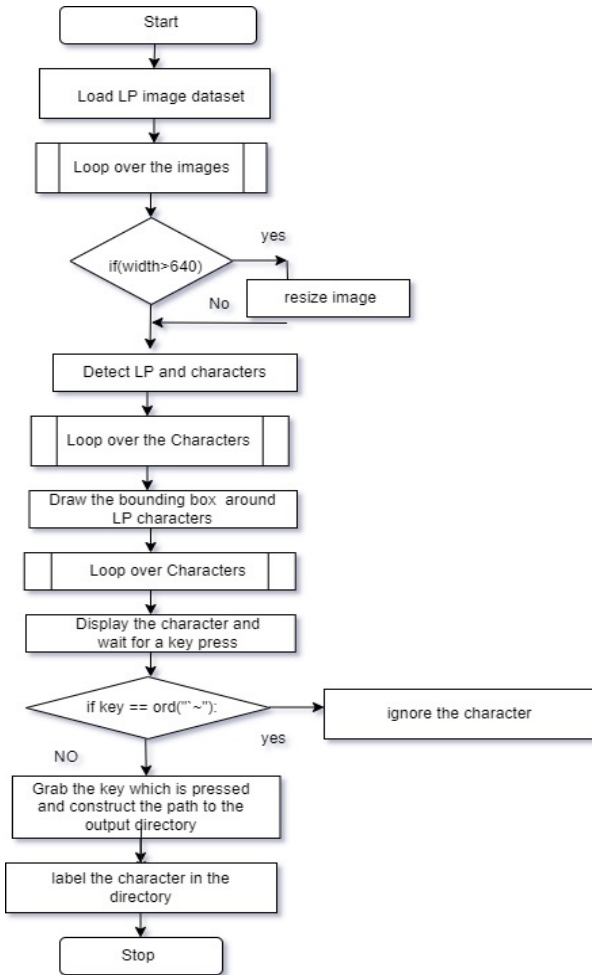 Start
Load LP image dataset
Loop over the images
if(width>640)
yes
resize image
No
Detect LP and characters
Loop over the Characters
Draw the bounding box around
LP characters
Loop over Characters
Display the character and
wait for a key press
if key == ord("`~"):
yes
ignore the character
NO
Grab the key which is pressed
and construct the path to the
output directory
label the character in the
directory
Stop